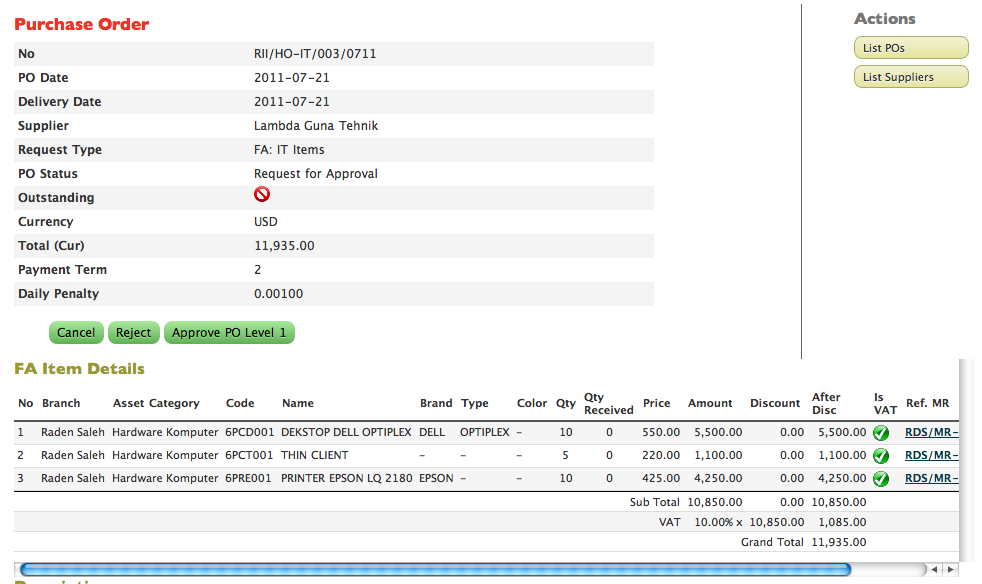 Purchase Order
No RII/HO-IT/003/0711
PO Date 2011-07-21
Delivery Date 2011-07-21
Supplier Lambda Guna Tehnik
Request Type FA: IT Items
PO Status Request for Approval
Outstanding
Currency USD
Total (Cur) 11,935.00
Payment Term 2
Daily Penalty 0.00100
Cancel Reject Approve PO Level 1
Actions
List POs
List Suppliers
FA Item Details
No Branch Asset Category Code Name Brand Type Color Qty Qty Received Price Amount Discount After Disc Is VAT Ref. MR
1 Raden Saleh Hardware Komputer 6PCD001 DEKSTOP DELL OPTIPLEX DELL OPTIPLEX - 10 0 550.00 5,500.00 0.00 5,500.00 RDS/MR-
2 Raden Saleh Hardware Komputer 6PCT001 THIN CLIENT - - - 5 0 220.00 1,100.00 0.00 1,100.00 RDS/MR-
3 Raden Saleh Hardware Komputer 6PRE001 PRINTER EPSON LQ 2180 EPSON - - 10 0 425.00 4,250.00 0.00 4,250.00 RDS/MR-
Sub Total 10,850.00 0.00 10,850.00
VAT 10.00% x 10,850.00 1,085.00
Grand Total 11,935.00